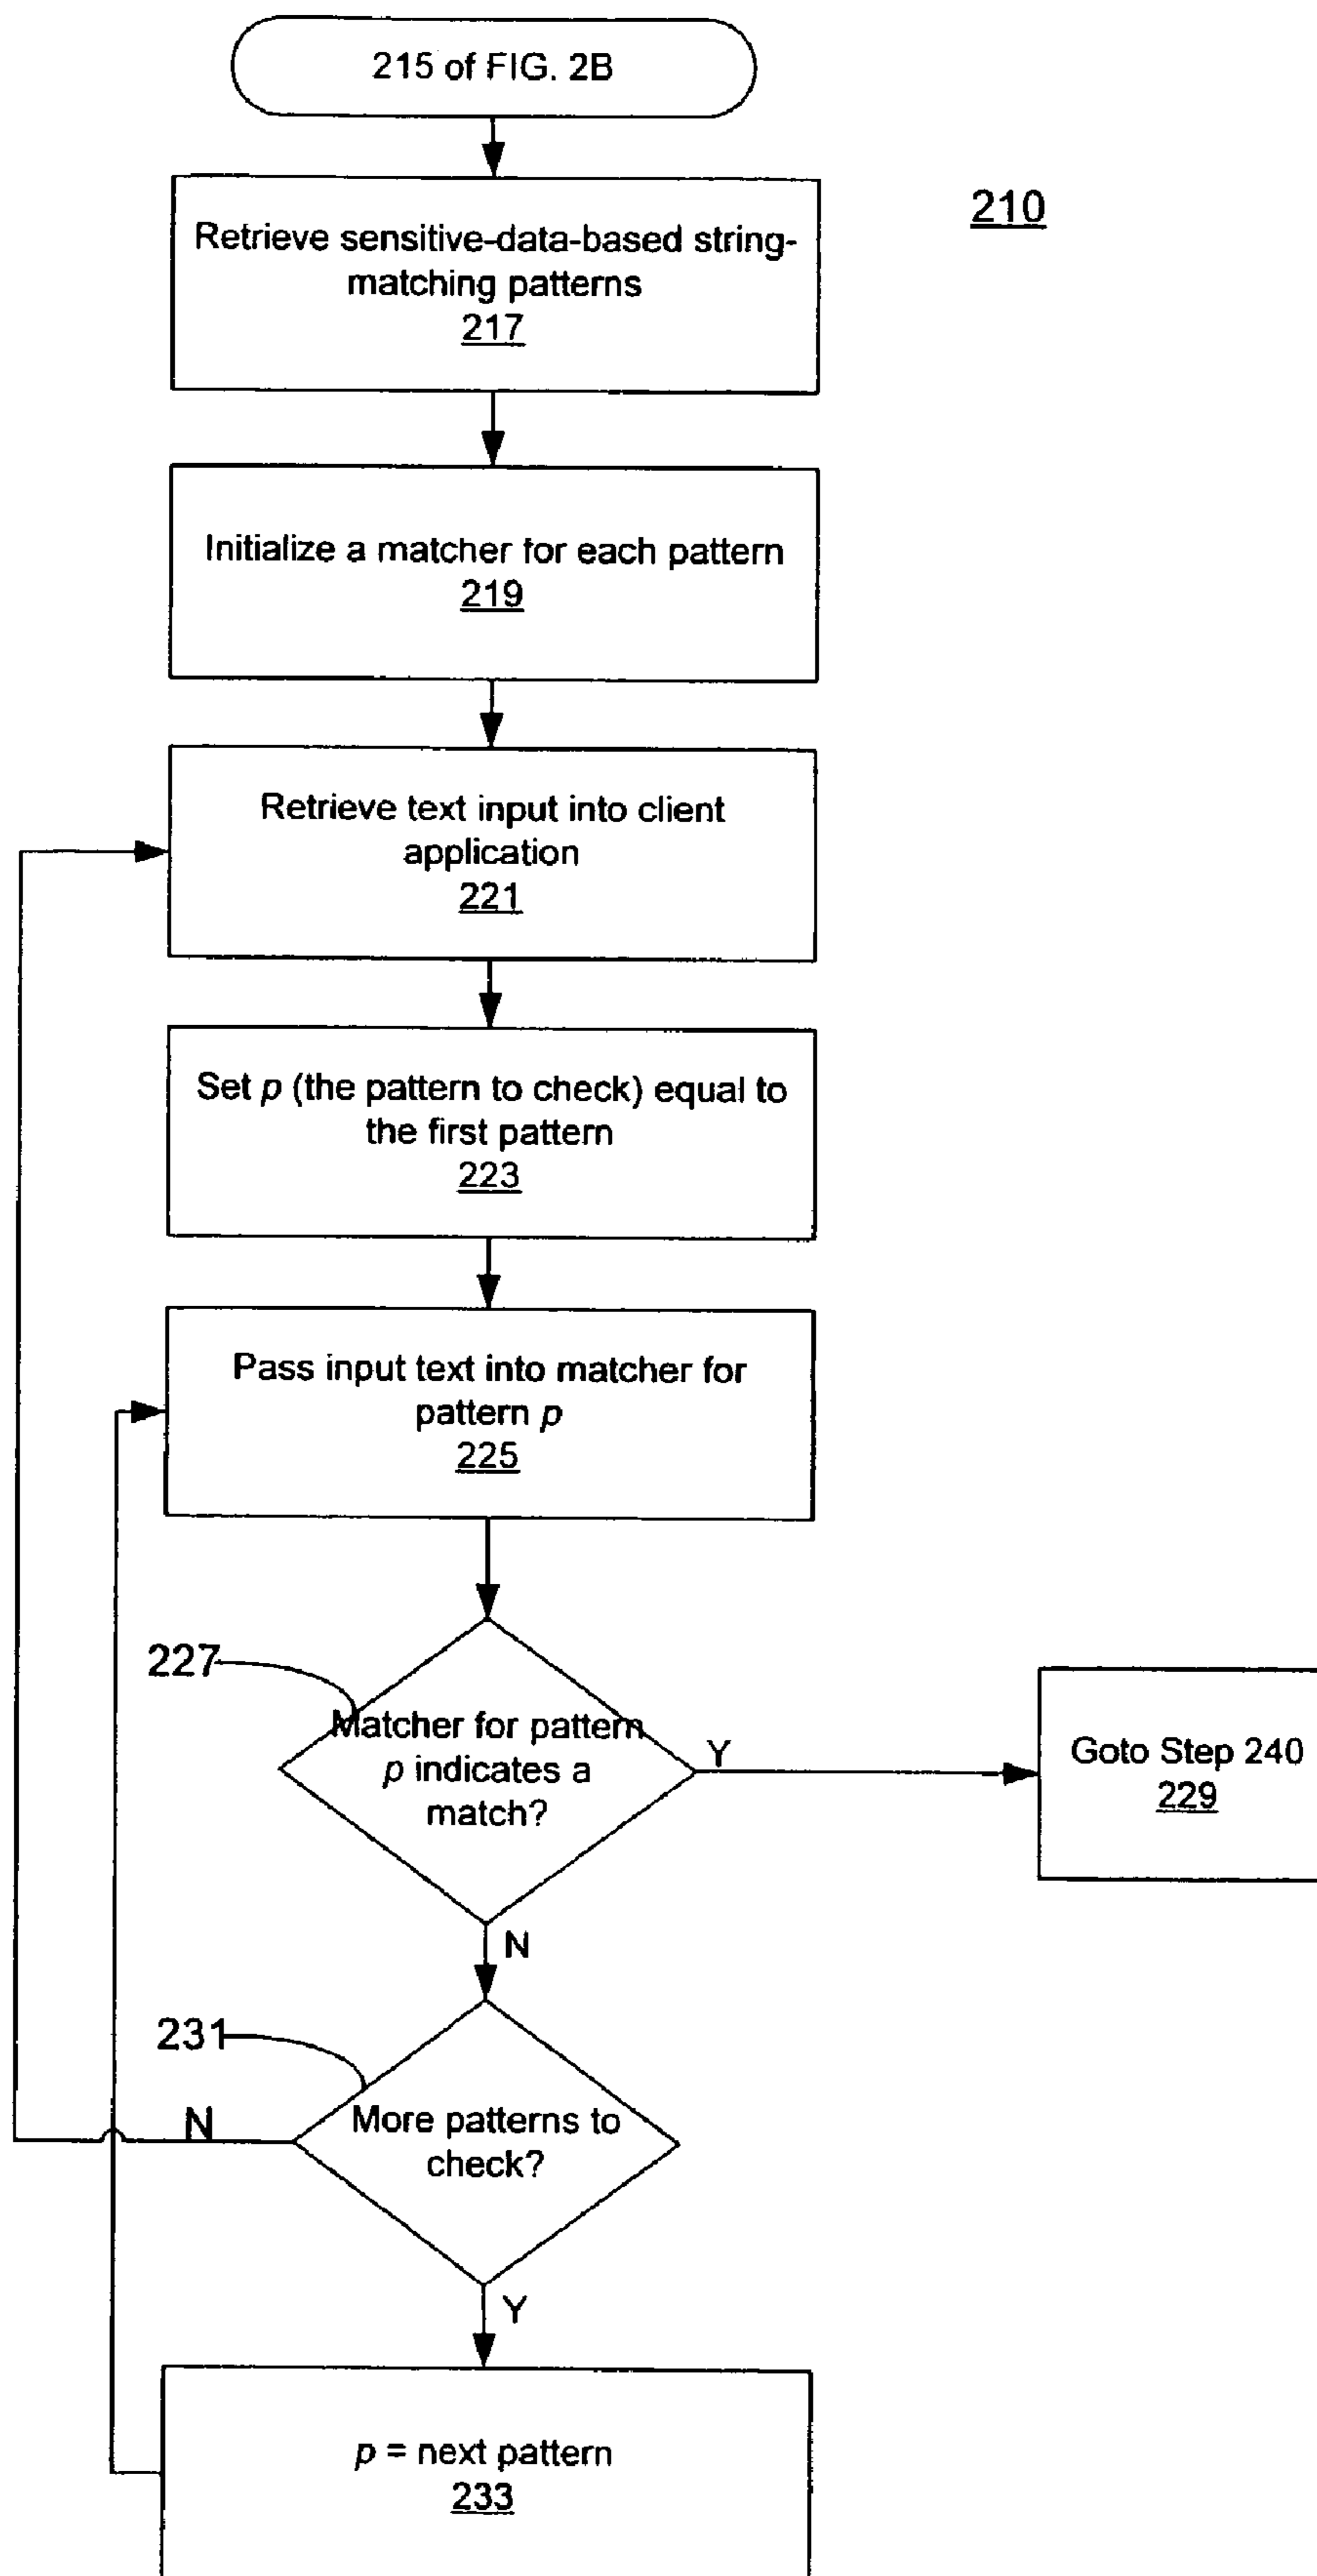 215 of FIG. 2B
210
Retrieve sensitive-data-based string-
matching patterns
217
Initialize a matcher for each pattern
219
Retrieve text input into client
application
221
Set p (the pattern to check) equal to
the first pattern
223
Pass input text into matcher for
pattern p
225
227
Matcher for pattern
p indicates a
match?
Y
Goto Step 240
229
N
231
More patterns to
check?
N
Y
p = next pattern
233